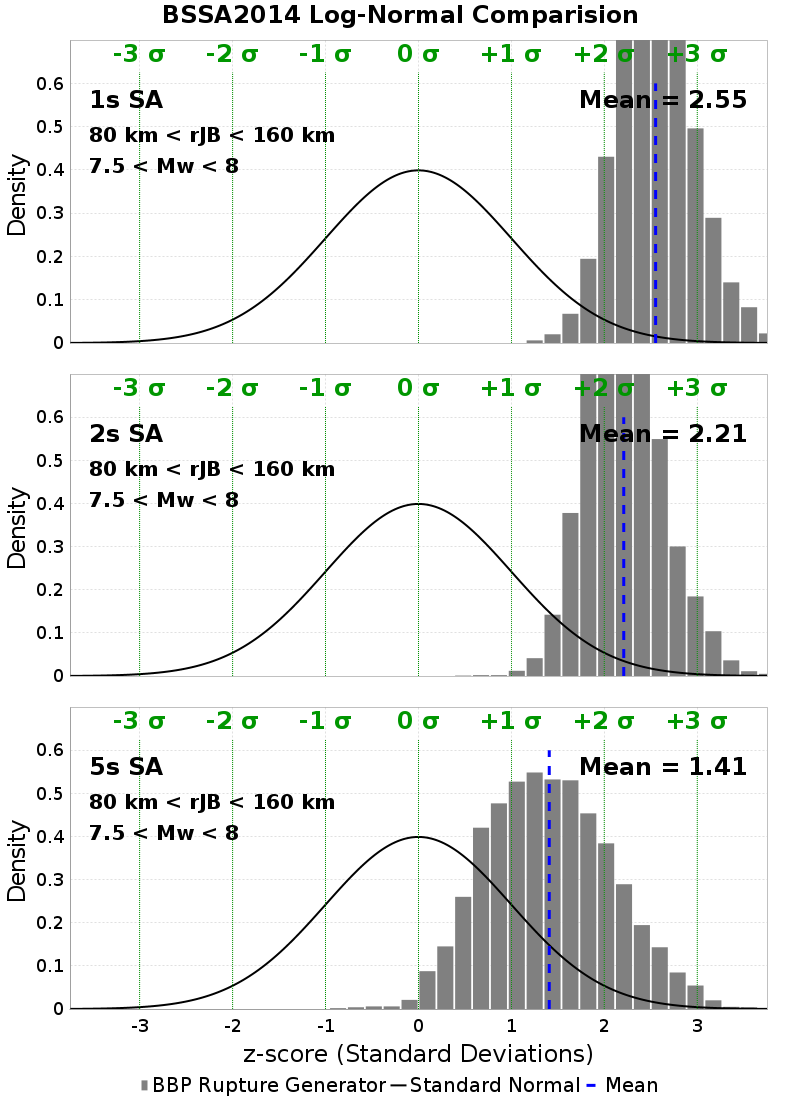 BSSA2014 Log-Normal Comparision
-3 σ -2 σ -1 σ 0 σ +1 σ +2 σ +3 σ
0.6
1s SA Mean = 2.55
0.5
80 km < rJB < 160 km
7.5 < Mw < 8
0.4
Density
0.3
0.2
0.1
0
-3 σ -2 σ -1 σ 0 σ +1 σ +2 σ +3 σ
0.6
2s SA Mean = 2.21
0.5
80 km < rJB < 160 km
7.5 < Mw < 8
0.4
Density
0.3
0.2
0.1
0
-3 σ -2 σ -1 σ 0 σ +1 σ +2 σ +3 σ
0.6
5s SA Mean = 1.41
0.5
80 km < rJB < 160 km
7.5 < Mw < 8
0.4
Density
0.3
0.2
0.1
0
-3 -2 -1 0 1 2 3
z-score (Standard Deviations)
BBP Rupture Generator Standard Normal Mean